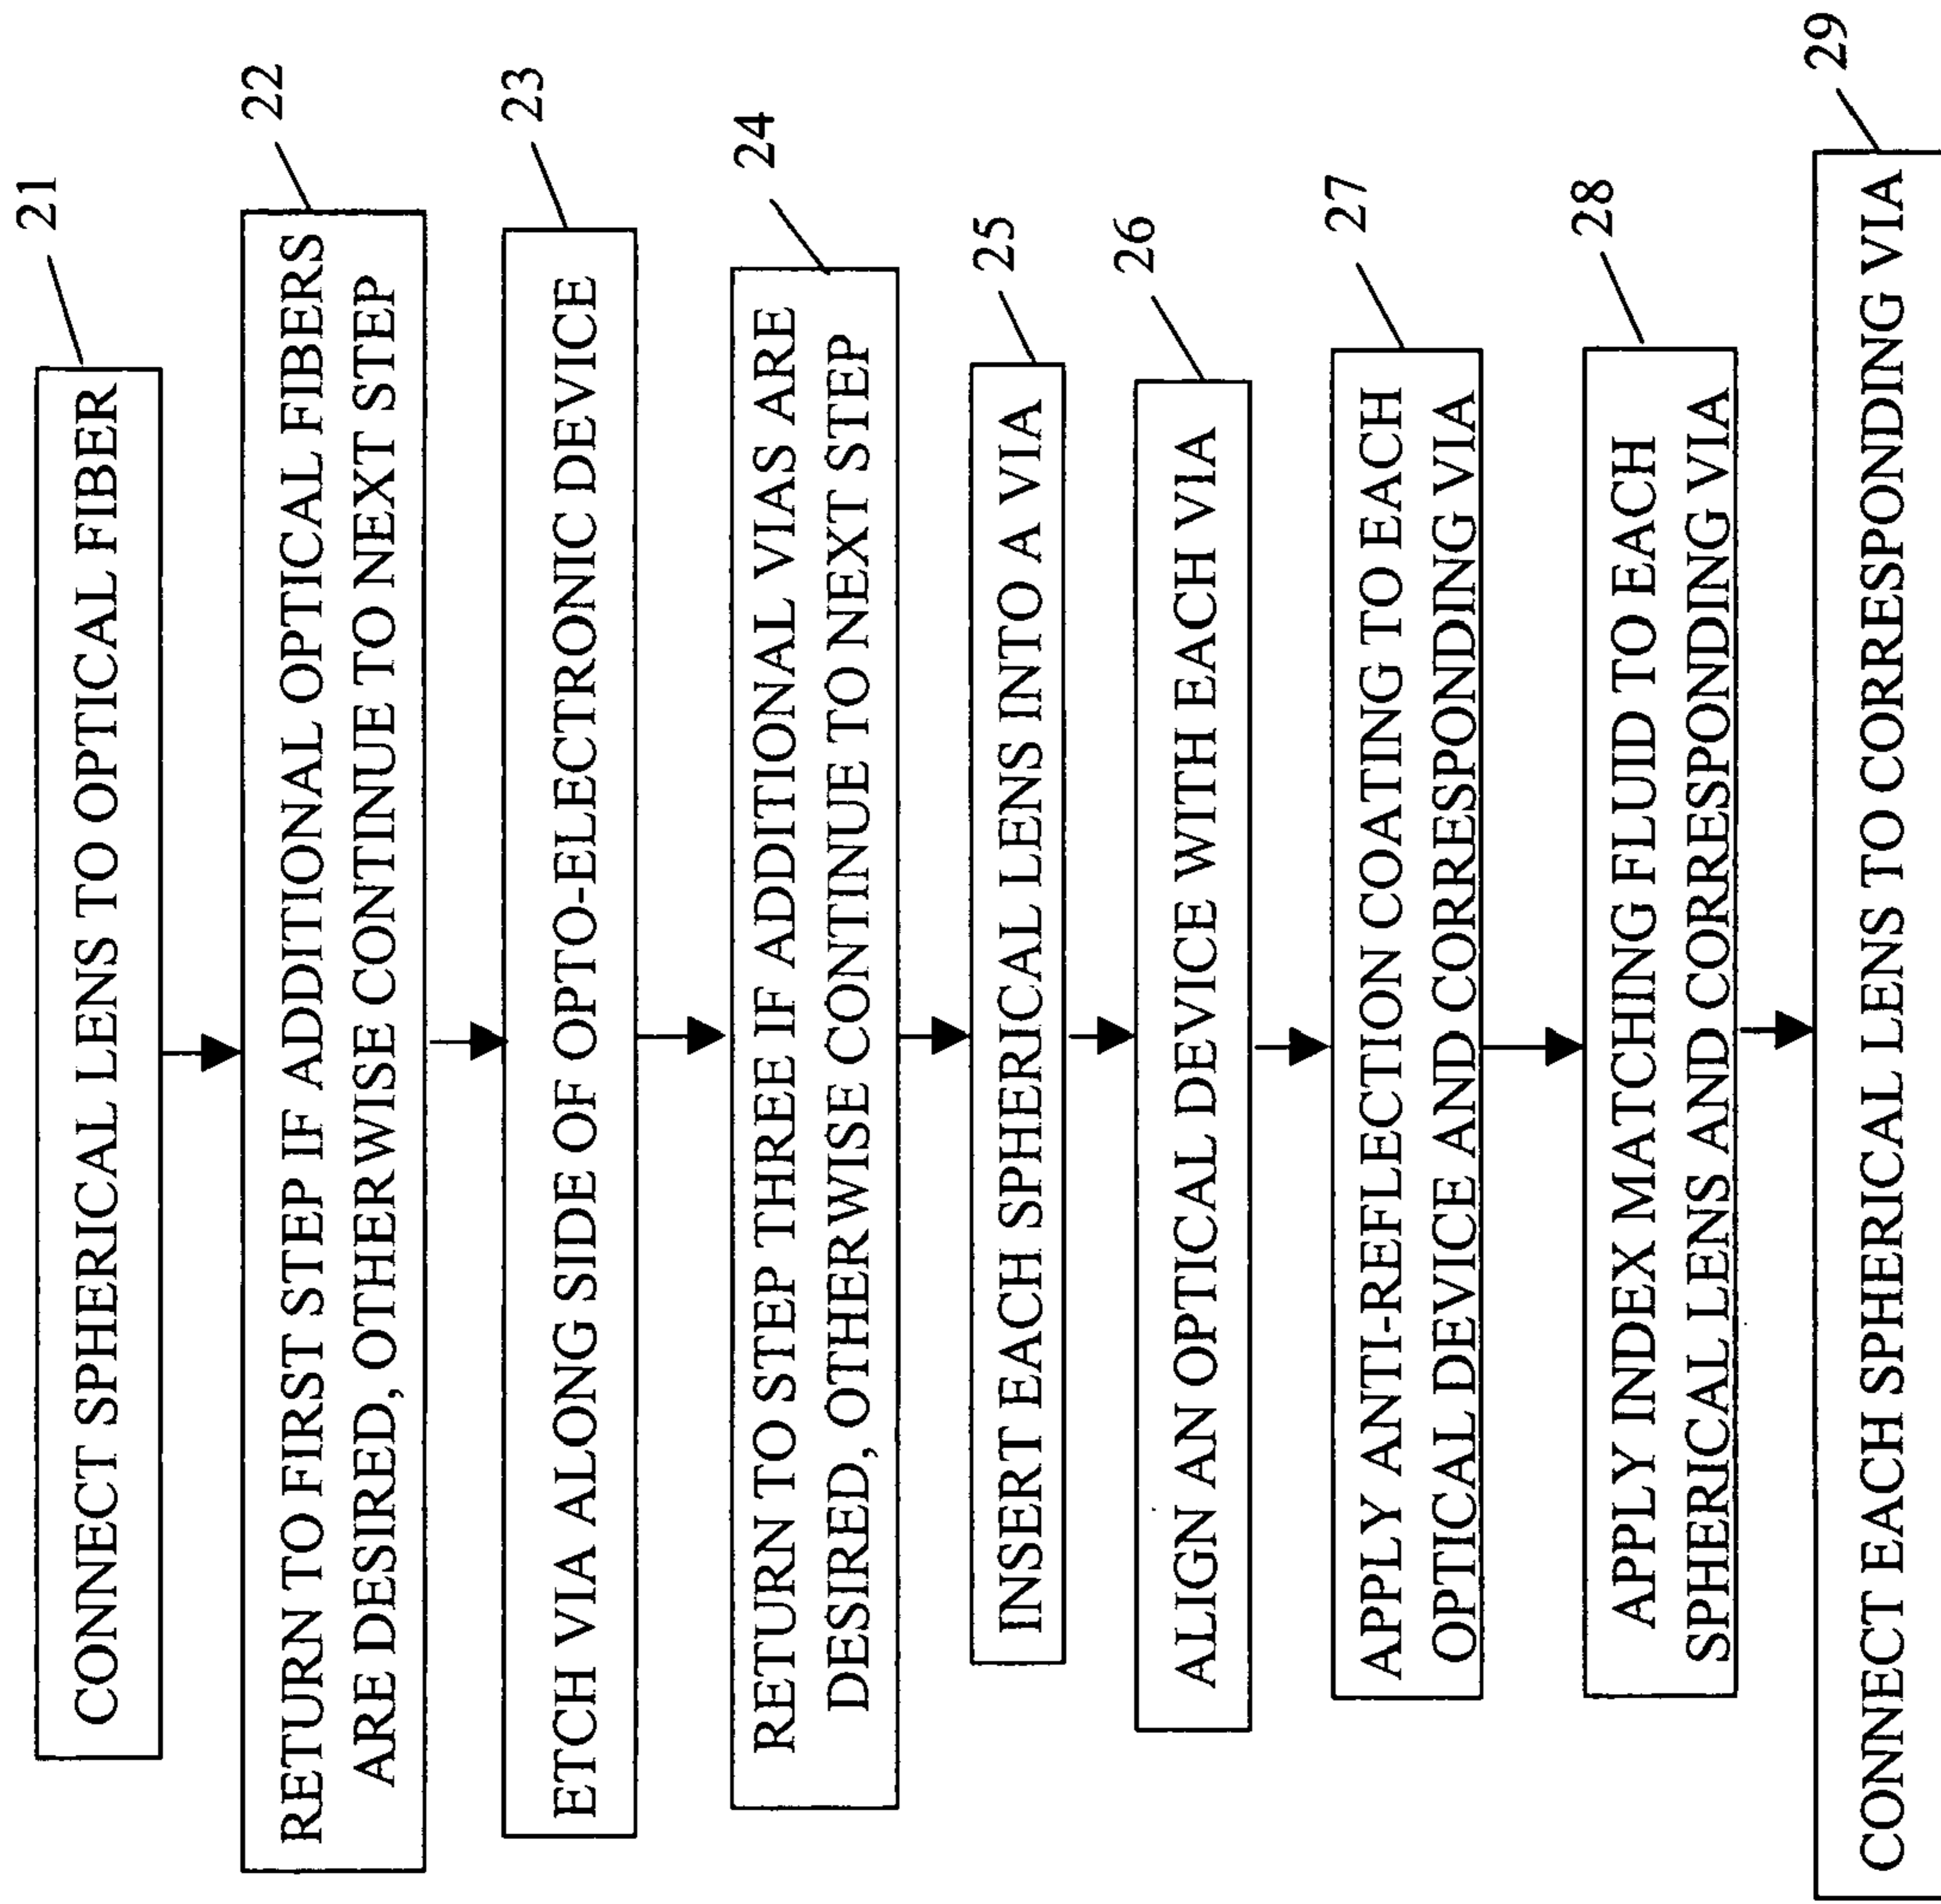 21
CONNECT SPHERICAL LENS TO OPTICAL FIBER
22
RETURN TO FIRST STEP IF ADDITIONAL OPTICAL FIBERS
ARE DESIRED, OTHERWISE CONTINUE TO NEXT STEP
23
ETCH VIA ALONG SIDE OF OPTO-ELECTRONIC DEVICE
24
RETURN TO STEP THREE IF ADDITIONAL VIAS ARE
DESIRED, OTHERWISE CONTINUE TO NEXT STEP
25
INSERT EACH SPHERICAL LENS INTO A VIA
26
ALIGN AN OPTICAL DEVICE WITH EACH VIA
27
APPLY ANTI-REFLECTION COATING TO EACH
OPTICAL DEVICE AND CORRESPONDING VIA
28
APPLY INDEX MATCHING FLUID TO EACH
SPHERICAL LENS AND CORRESPONDING VIA
29
CONNECT EACH SPHERICAL LENS TO CORRESPONDING VIA